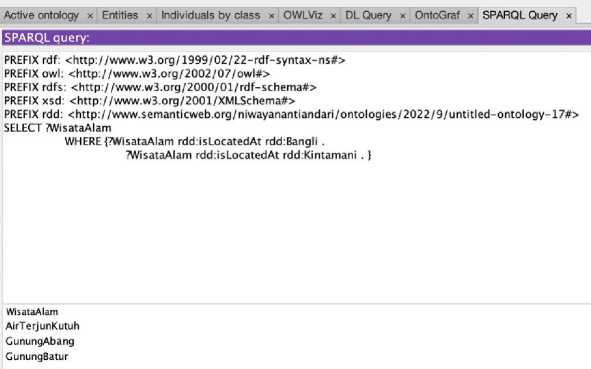 Active ontology × Entities × Individuals by class × OWLViz × DL Query × OntoGraf × SPARQL Query ×
SPARQL query:
PREFIX rdf: <http://www.w3.org/1999/02/22-rdf-syntax-ns#>
PREFIX owl: <http://www.w3.org/2002/07/owl#>
PREFIX rdfs: <http://www.w3.org/2000/01/rdf-schema#>
PREFIX xsd: <http://www.w3.org/2001/XMLSchema#>
PREFIX rdd: <http://www.semanticweb.org/niwayanantiandari/ontologies/2022/9/untitled-ontology-17#>
SELECT ?WisataAlam
WHERE {?WisataAlam rdd:isLocatedAt rdd:Bangli .
?WisataAlam rdd:isLocatedAt rdd:Kintamani . }
WisataAlam
AirTerjunKutuh
GunungAbang
GunungBatur